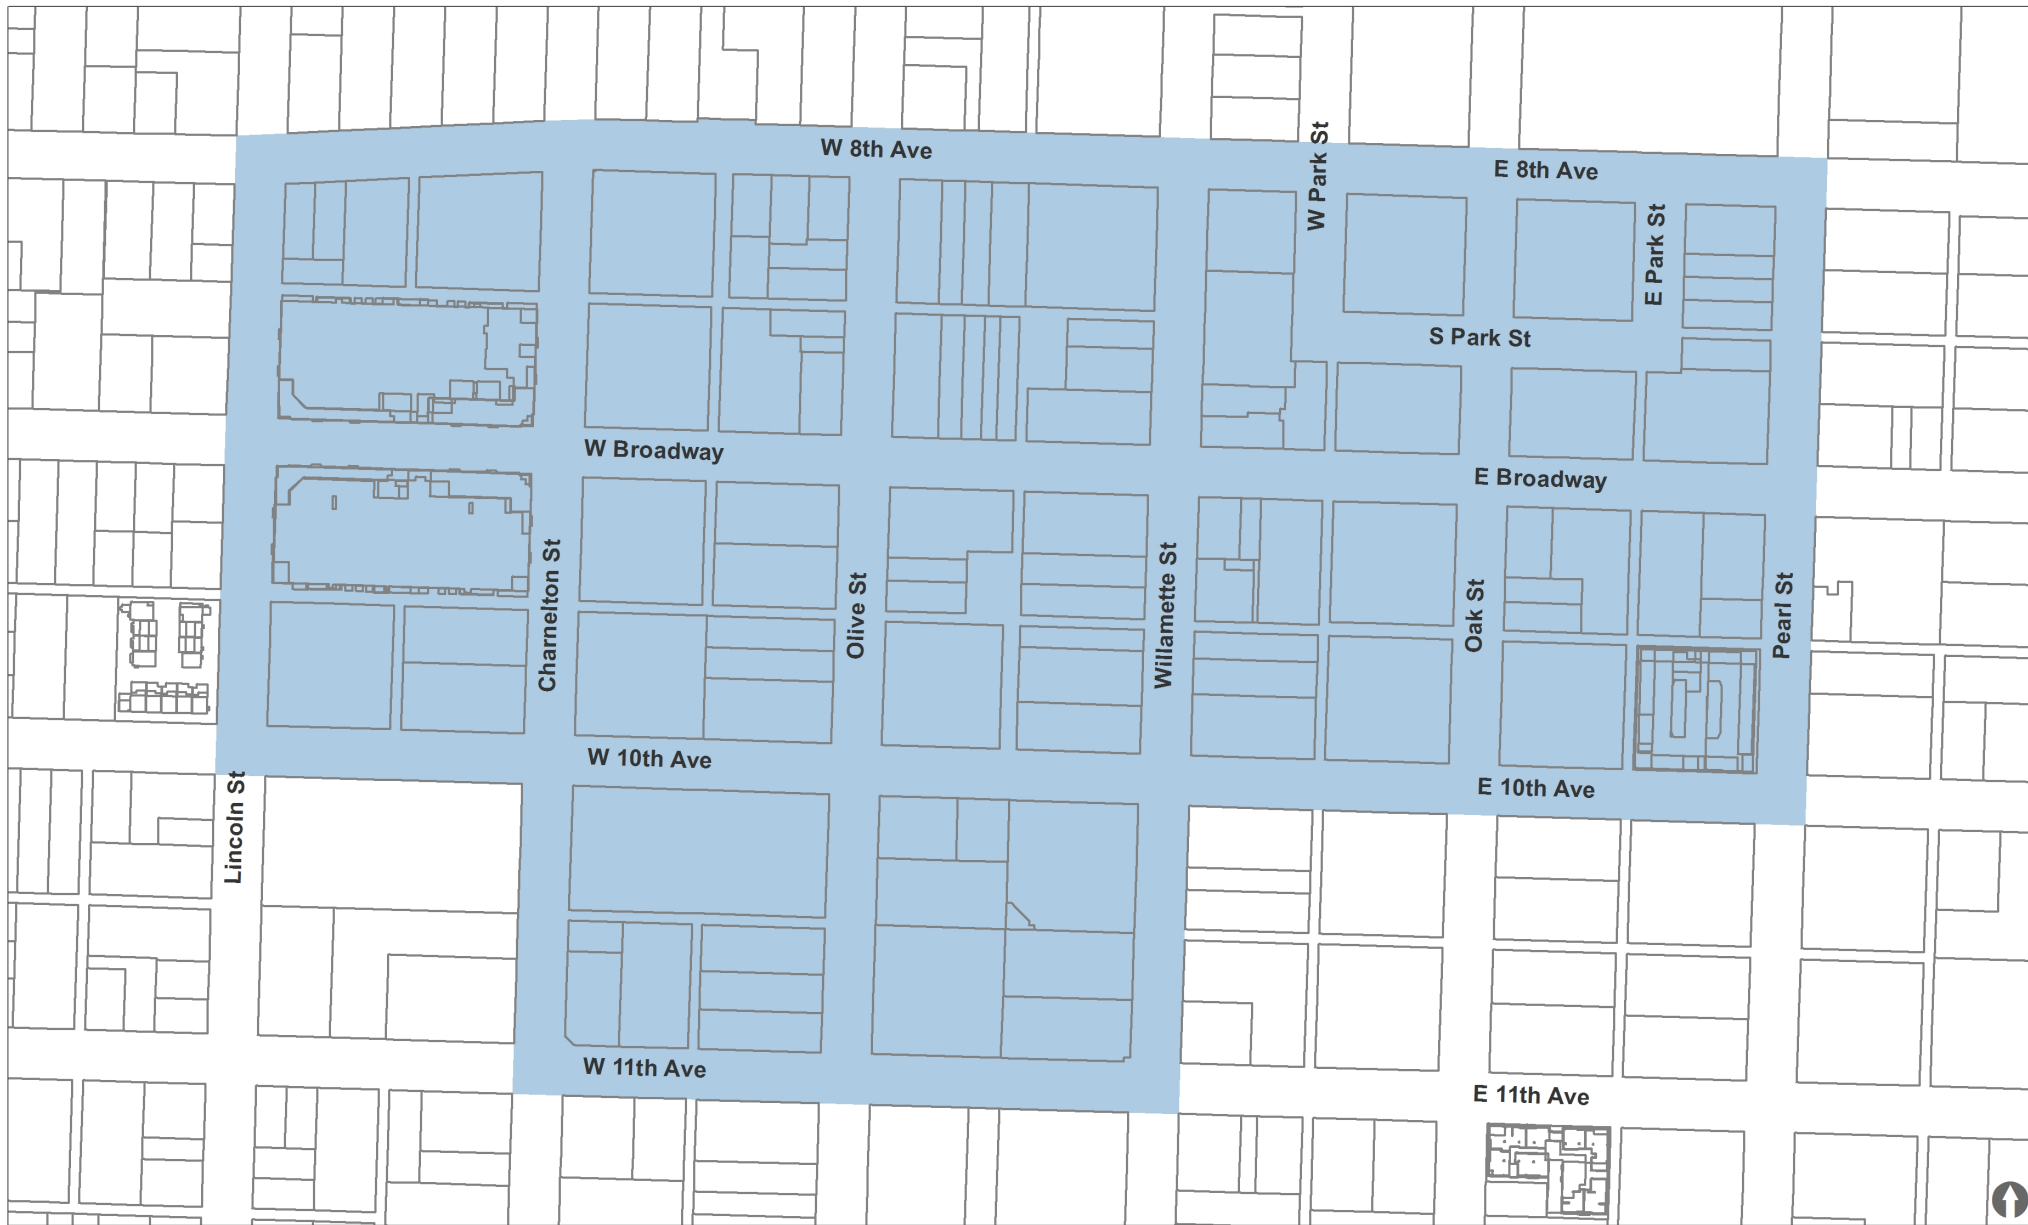 W 8th Ave
E 8th Ave
W Park St
E Park St
S Park St
W Broadway
E Broadway
Charnelton St
Olive St
Willamette St
Oak St
Pearl St
W 10th Ave
E 10th Ave
Lincoln St
W 11th Ave
E 11th Ave